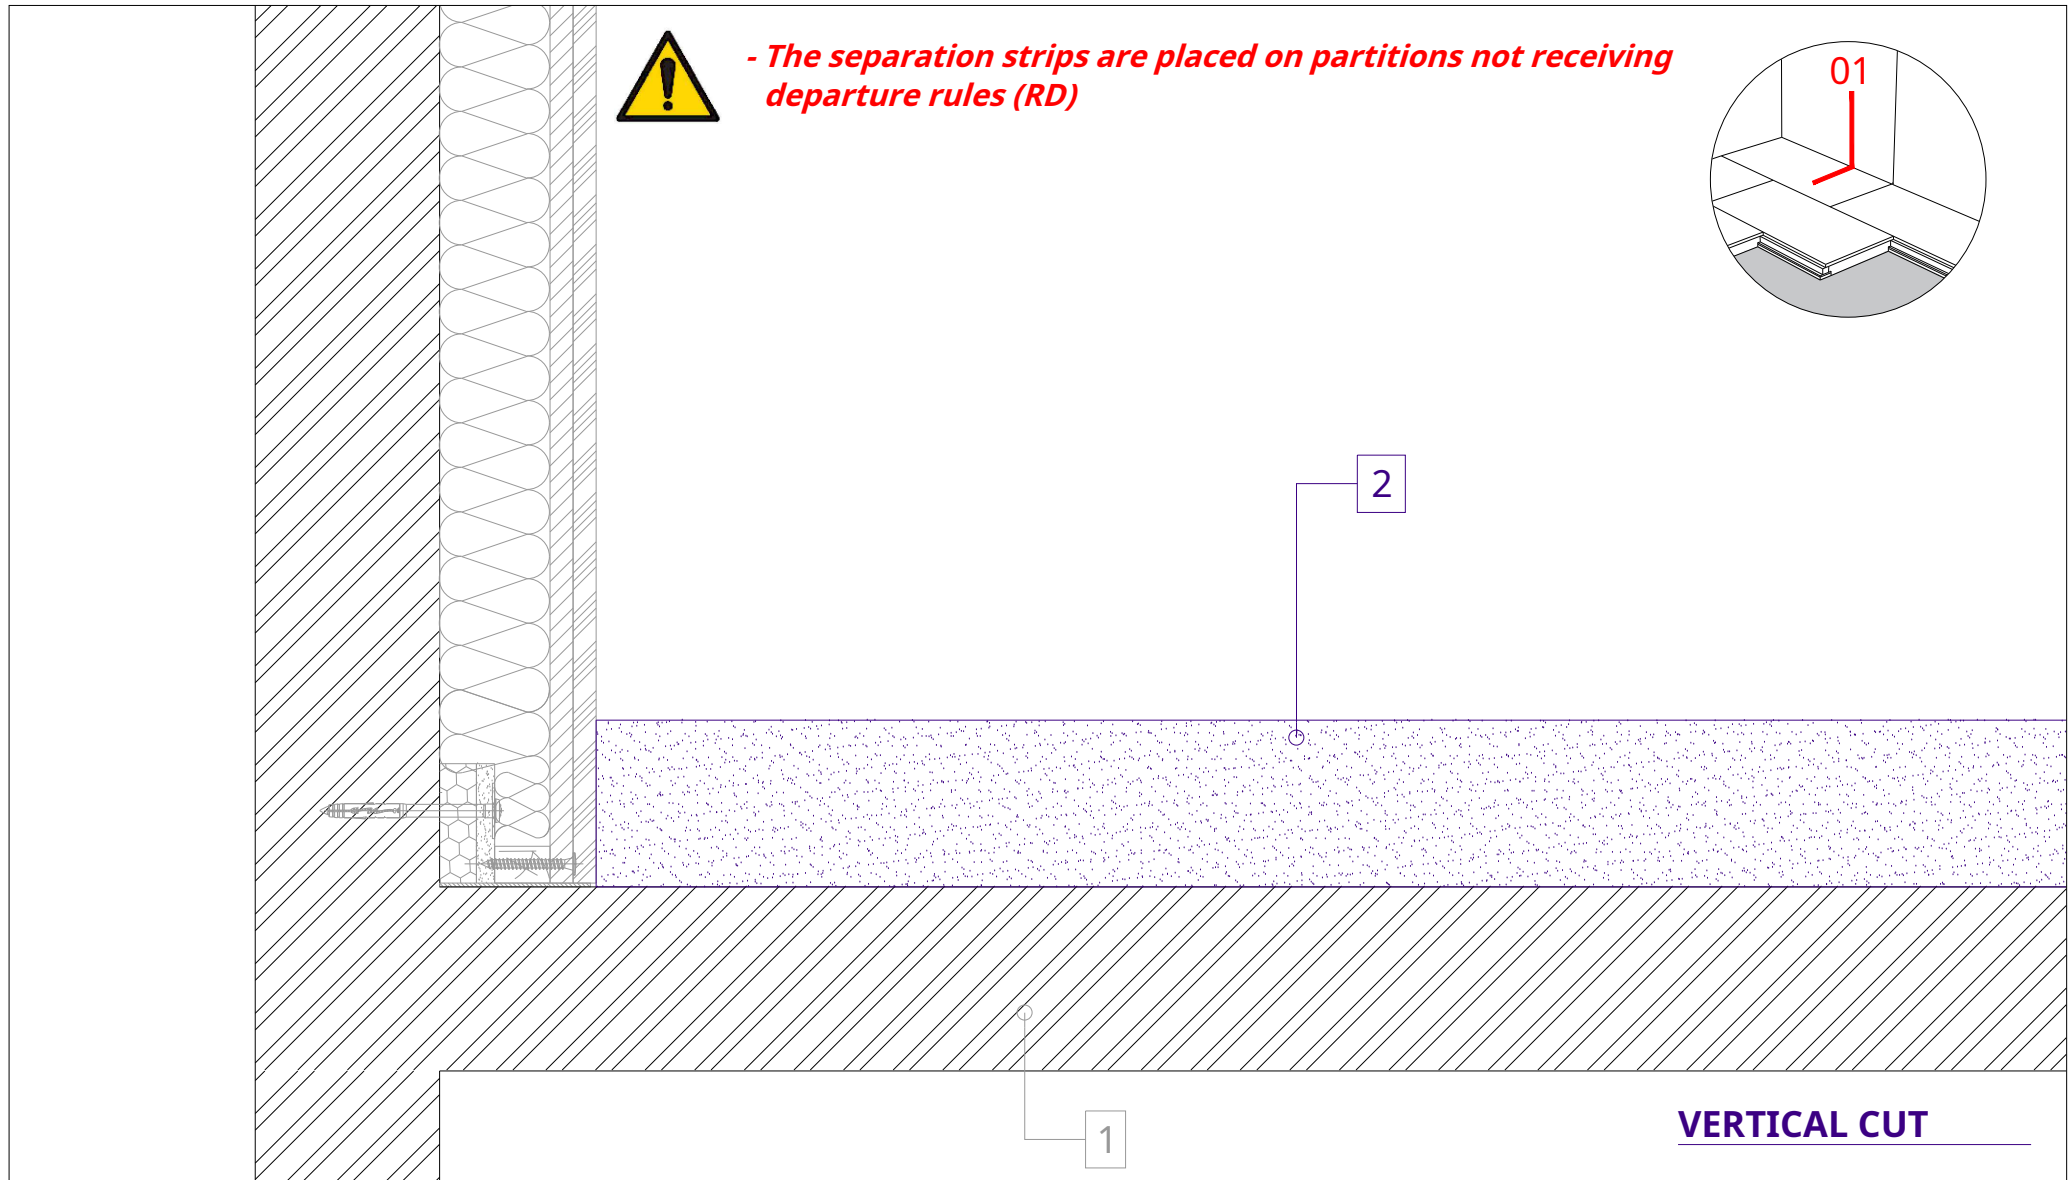 - The separation strips are placed on partitions not receiving
departure rules (RD)
01
2
1
VERTICAL CUT